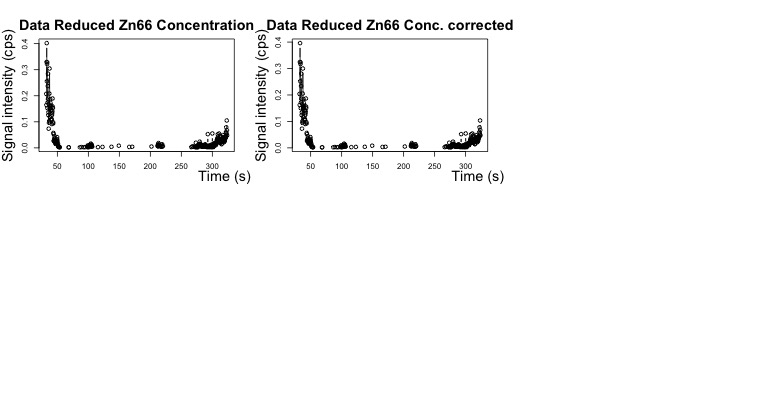 Data Reduced Zn66 Concentration
Signal intensity (cps)
0.0 0.1 0.2 0.3 0.4
50 100 150 200 250 300
Time (s)
Data Reduced Zn66 Conc. corrected
Signal intensity (cps)
0.0 0.1 0.2 0.3 0.4
50 100 150 200 250 300
Time (s)